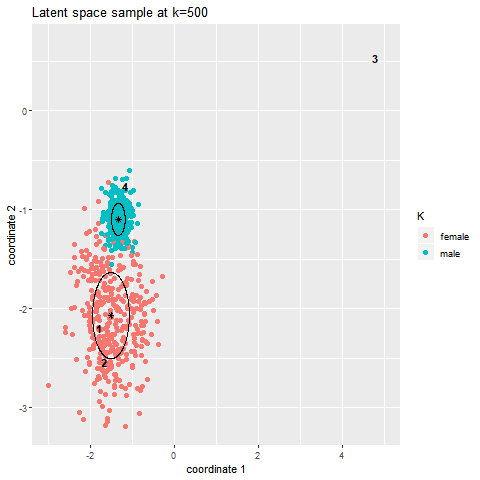 Latent space sample at k=500
3
0
4
-1
-2
1
2
-3
-2
0
2
4
coordinate 1
coordinate 2
K
female
male